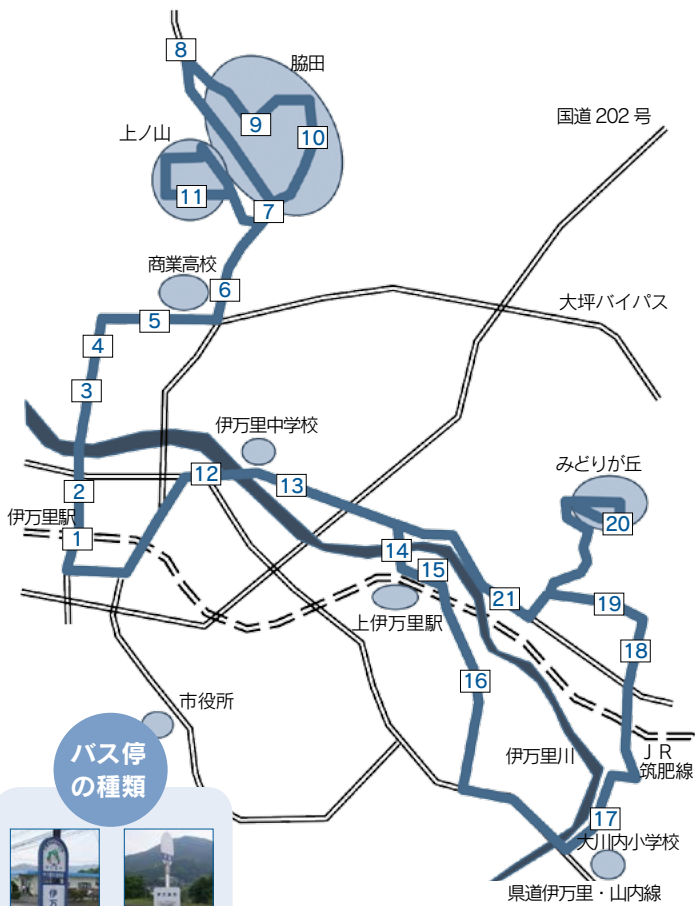 8
脇田
国道 202 号
9
10
上ノ山
11
7
商業高校
6
大坪バイパス
5
4
3
伊万里中学校
みどりが丘
12
13
2
20
伊万里駅
1
14
15
21
19
上伊万里駅
18
16
市役所
伊万里川
JR
筑肥線
バス停
の種類
17
大川内小学校
県道伊万里・山内線
伊万